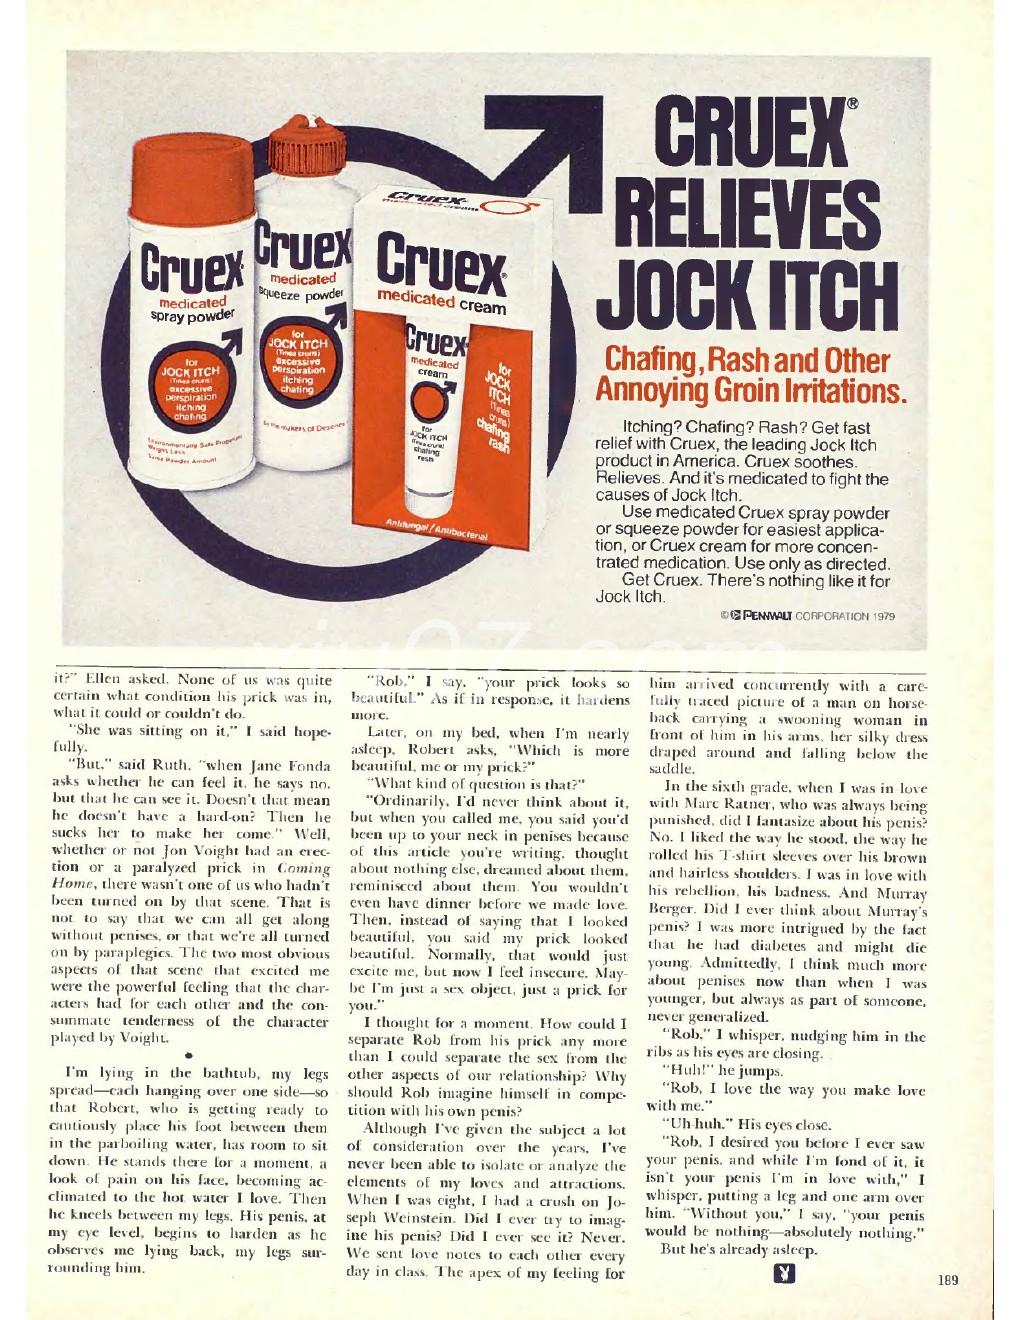 CRUEX®
RELIEVES
JOCK ITCH
Chafing, Rash and Other
Annoying Groin Irritations.
Itching? Chafing? Rash? Get fast
relief with Cruex, the leading Jock Itch
product in America. Cruex soothes.
Relieves. And it's medicated to fight the
causes of Jock Itch.
Use medicated Cruex spray powder
or squeeze powder for easiest applica-
tion, or Cruex cream for more concen-
trated medication. Use only as directed.
Get Cruex. There's nothing like it for
Jock Itch.
© PENNWALT CORPORATION 1979
Cruex
medicated
spray powder
for
JOCK ITCH
(Tinea cruris)
excessive
perspiration
itching
chafing
Environmentally Safe Propellant
Weighs Less
Same Powder Amount
Cruex
medicated
squeeze powder
for
JOCK ITCH
(Tinea cruris)
excessive
perspiration
itching
chafing
by the makers of Desenex
Cruex
medicated cream
Cruex®
medicated cream
Cruex
medicated
cream
for
JOCK ITCH
(Tinea cruris)
chafing
rash
for
JOCK
ITCH
(Tinea
cruris)
chafing
rash
Antifungal/Antibacterial
it?" Ellen asked. None of us was quite
certain what condition his prick was in,
what it could or couldn't do.
"She was sitting on it," I said hope-
fully.
"But," said Ruth, "when Jane Fonda
asks whether he can feel it, he says no,
but that he can see it. Doesn't that mean
he doesn't have a hard-on? Then he
sucks her to make her come." Well,
whether or not Jon Voight had an erec-
tion or a paralyzed prick in Coming
Home, there wasn't one of us who hadn't
been turned on by that scene. That is
not to say that we can all get along
without penises, or that we're all turned
on by paraplegics. The two most obvious
aspects of that scene that excited me
were the powerful feeling that the char-
acters had for each other and the con-
summate tenderness of the character
played by Voight.
•
I'm lying in the bathtub, my legs
spread—each hanging over one side—so
that Robert, who is getting ready to
cautiously place his foot between them
in the parboiling water, has room to sit
down. He stands there for a moment, a
look of pain on his face, becoming ac-
climated to the hot water I love. Then
he kneels between my legs. His penis, at
my eye level, begins to harden as he
observes me lying back, my legs sur-
rounding him.
"Rob," I say, "your prick looks so
beautiful." As if in response, it hardens
more.
Later, on my bed, when I'm nearly
asleep, Robert asks, "Which is more
beautiful, me or my prick?"
"What kind of question is that?"
"Ordinarily, I'd never think about it,
but when you called me, you said you'd
been up to your neck in penises because
of this article you're writing, thought
about nothing else, dreamed about them,
reminisced about them. You wouldn't
even have dinner before we made love.
Then, instead of saying that I looked
beautiful, you said my prick looked
beautiful. Normally, that would just
excite me, but now I feel insecure. May-
be I'm just a sex object, just a prick for
you."
I thought for a moment. How could I
separate Rob from his prick any more
than I could separate the sex from the
other aspects of our relationship? Why
should Rob imagine himself in compe-
tition with his own penis?
Although I've given the subject a lot
of consideration over the years, I've
never been able to isolate or analyze the
elements of my loves and attractions.
When I was eight, I had a crush on Jo-
seph Weinstein. Did I ever try to imag-
ine his penis? Did I ever see it? Never.
We sent love notes to each other every
day in class. The apex of my feeling for
him arrived concurrently with a care-
fully traced picture of a man on horse-
back carrying a swooning woman in
front of him in his arms, her silky dress
draped around and falling below the
saddle.
In the sixth grade, when I was in love
with Marc Ratner, who was always being
punished, did I fantasize about his penis?
No. I liked the way he stood, the way he
rolled his T-shirt sleeves over his brown
and hairless shoulders. I was in love with
his rebellion, his badness. And Murray
Berger. Did I ever think about Murray's
penis? I was more intrigued by the fact
that he had diabetes and might die
young. Admittedly, I think much more
about penises now than when I was
younger, but always as part of someone,
never generalized.
"Rob," I whisper, nudging him in the
ribs as his eyes are closing.
"Huh!" he jumps.
"Rob, I love the way you make love
with me."
"Uh-huh." His eyes close.
"Rob, I desired you before I ever saw
your penis, and while I'm fond of it, it
isn't your penis I'm in love with," I
whisper, putting a leg and one arm over
him. "Without you," I say, "your penis
would be nothing—absolutely nothing."
But he's already asleep.
189